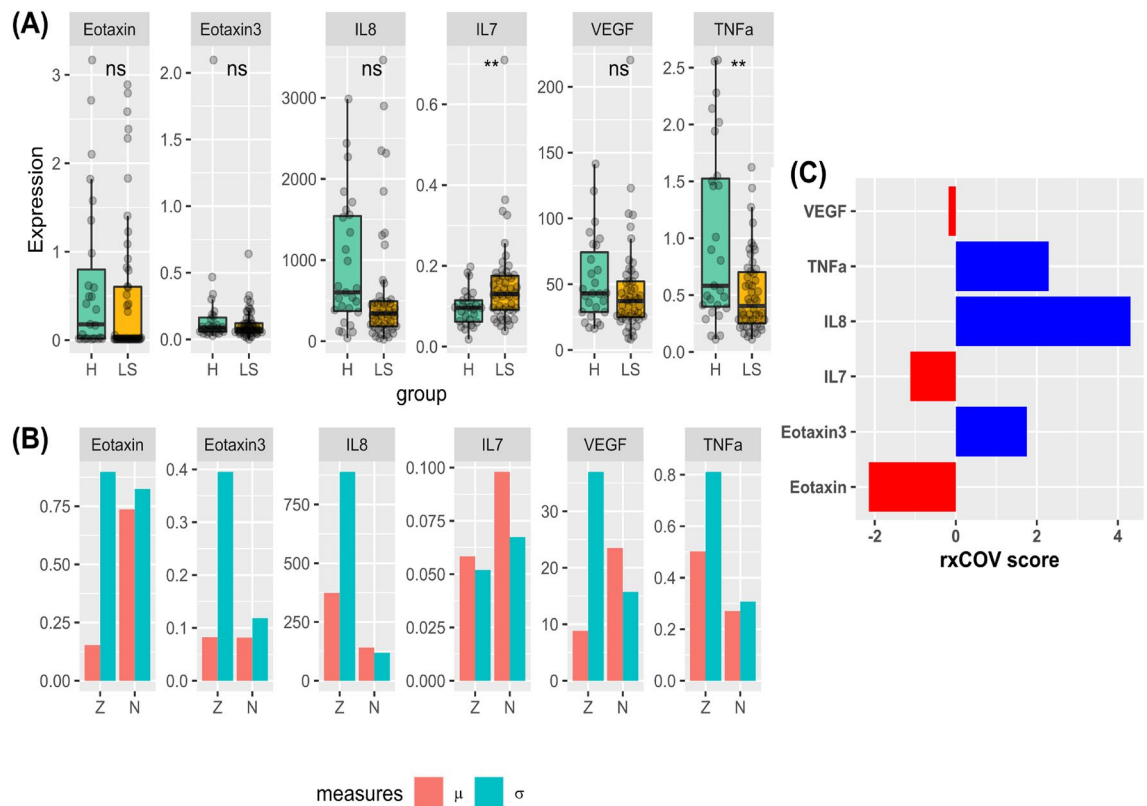 (A)
Eotaxin Eotaxin3 IL8 IL7 VEGF TNFa
Expression
0 1 2 3
ns
H LS
0.0 0.5 1.0 1.5 2.0
ns
H LS
0 1000 2000 3000
ns
H LS
0.0 0.2 0.4 0.6
**
H LS
0 50 100 150 200
ns
H LS
0.0 0.5 1.0 1.5 2.0 2.5
**
H LS
group
(B)
Eotaxin Eotaxin3 IL8 IL7 VEGF TNFa
0.00 0.25 0.50 0.75
Z N
0.0 0.1 0.2 0.3 0.4
Z N
0 250 500 750
Z N
0.000 0.025 0.050 0.075 0.100
Z N
0 10 20 30
Z N
0.0 0.2 0.4 0.6 0.8
Z N
measures μ σ
(C)
VEGF
TNFa
IL8
IL7
Eotaxin3
Eotaxin
-2 0 2 4
rxCOV score